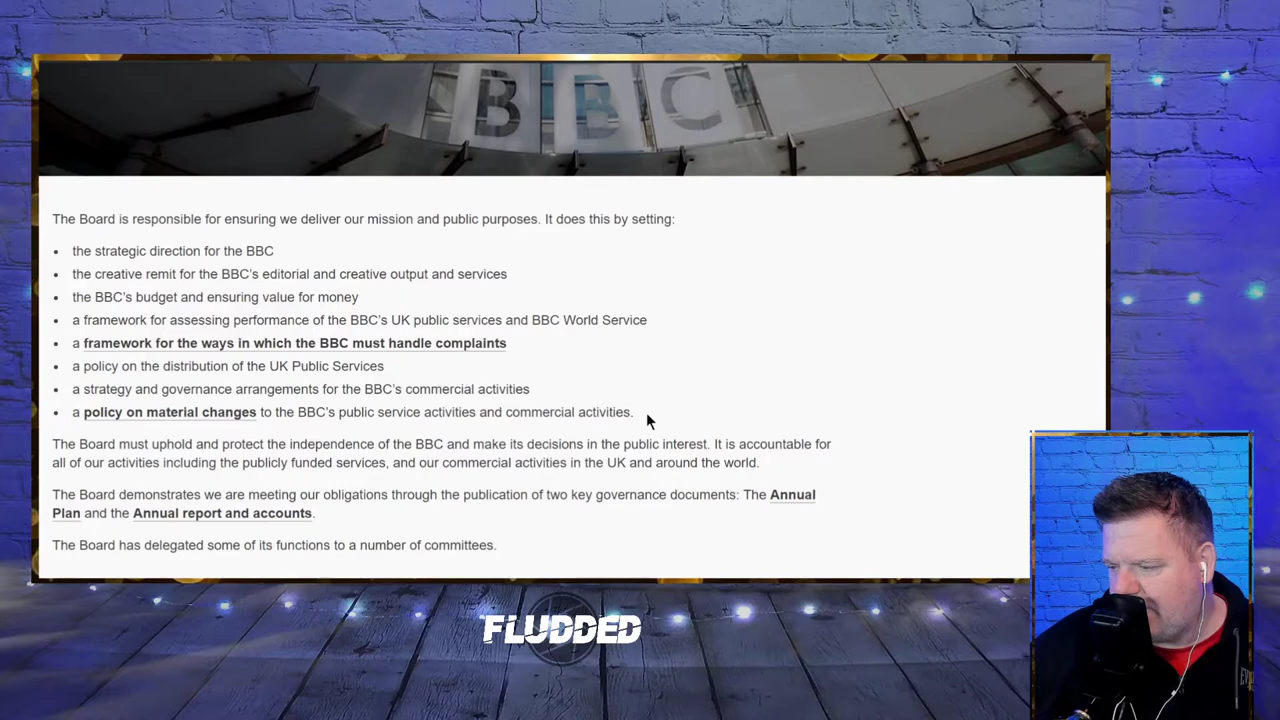 BBC
The Board is responsible for ensuring we deliver our mission and public purposes. It does this by setting:
• the strategic direction for the BBC
• the creative remit for the BBC's editorial and creative output and services
• the BBC's budget and ensuring value for money
• a framework for assessing performance of the BBC's UK public services and BBC World Service
• a framework for the ways in which the BBC must handle complaints
• a policy on the distribution of the UK Public Services
• a strategy and governance arrangements for the BBC's commercial activities
• a policy on material changes to the BBC's public service activities and commercial activities.
The Board must uphold and protect the independence of the BBC and make its decisions in the public interest. It is accountable for
all of our activities including the publicly funded services, and our commercial activities in the UK and around the world.
The Board demonstrates we are meeting our obligations through the publication of two key governance documents: The Annual
Plan and the Annual report and accounts.
The Board has delegated some of its functions to a number of committees.
FLUDDED